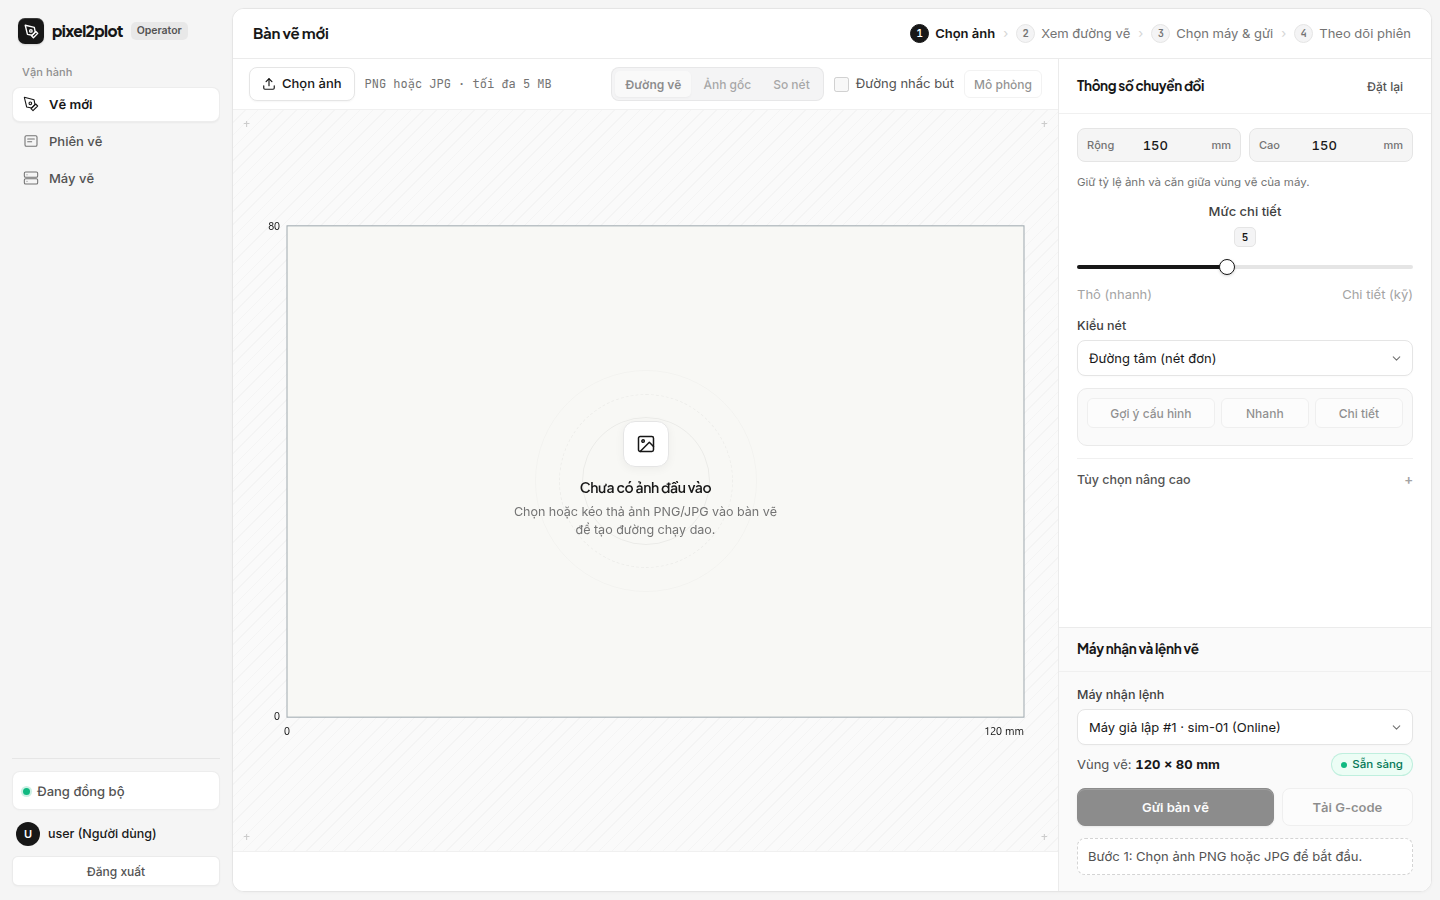 pixel2plot Operator
Vận hành
Vẽ mới
Phiên vẽ
Máy vẽ
Đang đồng bộ
U user (Người dùng)
Đăng xuất
Bản vẽ mới
1 Chọn ảnh › 2 Xem đường vẽ › 3 Chọn máy & gửi › 4 Theo dõi phiên
Chọn ảnh PNG hoặc JPG · tối đa 5 MB Đường vẽ Ảnh gốc So nét Đường nhấc bút Mô phỏng
80
Chưa có ảnh đầu vào
Chọn hoặc kéo thả ảnh PNG/JPG vào bàn vẽ
để tạo đường chạy dao.
0
0 120 mm
Thông số chuyển đổi Đặt lại
Rộng 150 mm Cao 150 mm
Giữ tỷ lệ ảnh và căn giữa vùng vẽ của máy.
Mức chi tiết
5
Thô (nhanh) Chi tiết (kỹ)
Kiểu nét
Đường tâm (nét đơn)
Gợi ý cấu hình Nhanh Chi tiết
Tùy chọn nâng cao +
Máy nhận và lệnh vẽ
Máy nhận lệnh
Máy giả lập #1 · sim-01 (Online)
Vùng vẽ: 120 × 80 mm Sẵn sàng
Gửi bản vẽ Tải G-code
Bước 1: Chọn ảnh PNG hoặc JPG để bắt đầu.